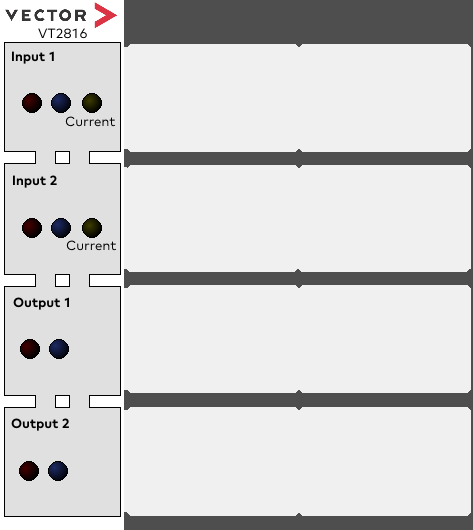 VECTOR
VT2816
Input 1
Current
Input 2
Current
Output 1
Output 2